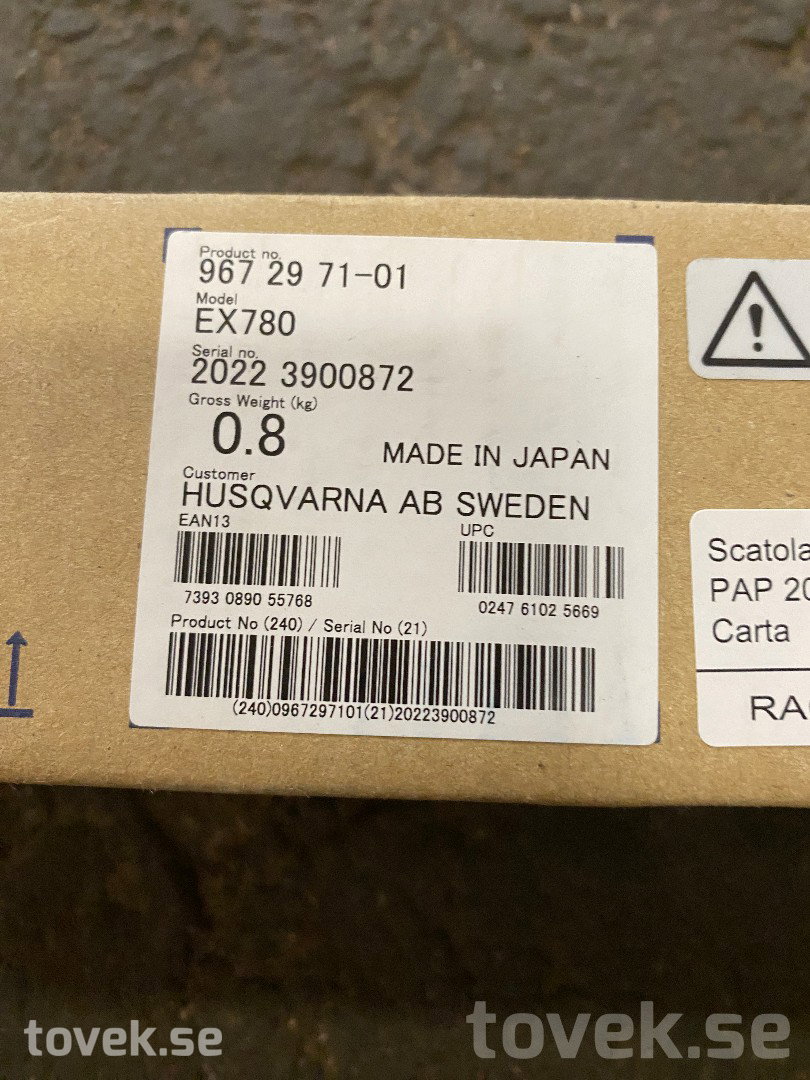 Product no.
967 29 71-01
Model
EX780
Serial no.
2022 3900872
Gross Weight (kg)
0.8
MADE IN JAPAN
Customer
HUSQVARNA AB SWEDEN
EAN13
UPC
7393 0890 55768
0247 6102 5669
Product No (240) / Serial No (21)
(240)0967297101(21)20223900872
Scatola
PAP 20
Carta
RA
tovek.se
tovek.se